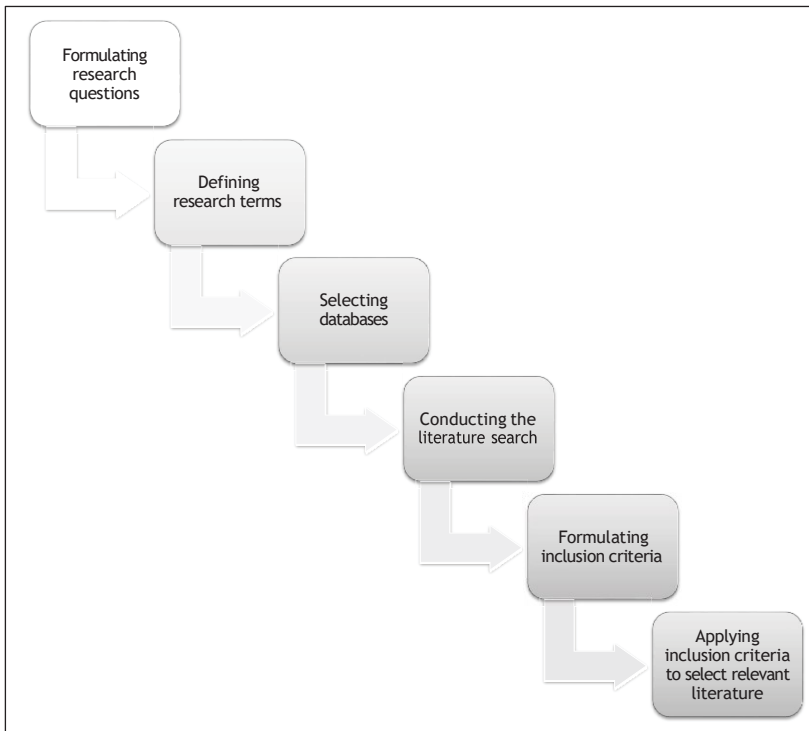 Formulating
research
questions
Defining
research terms
Selecting
databases
Conducting the
literature search
Formulating
inclusion criteria
Applying
inclusion criteria
to select relevant
literature